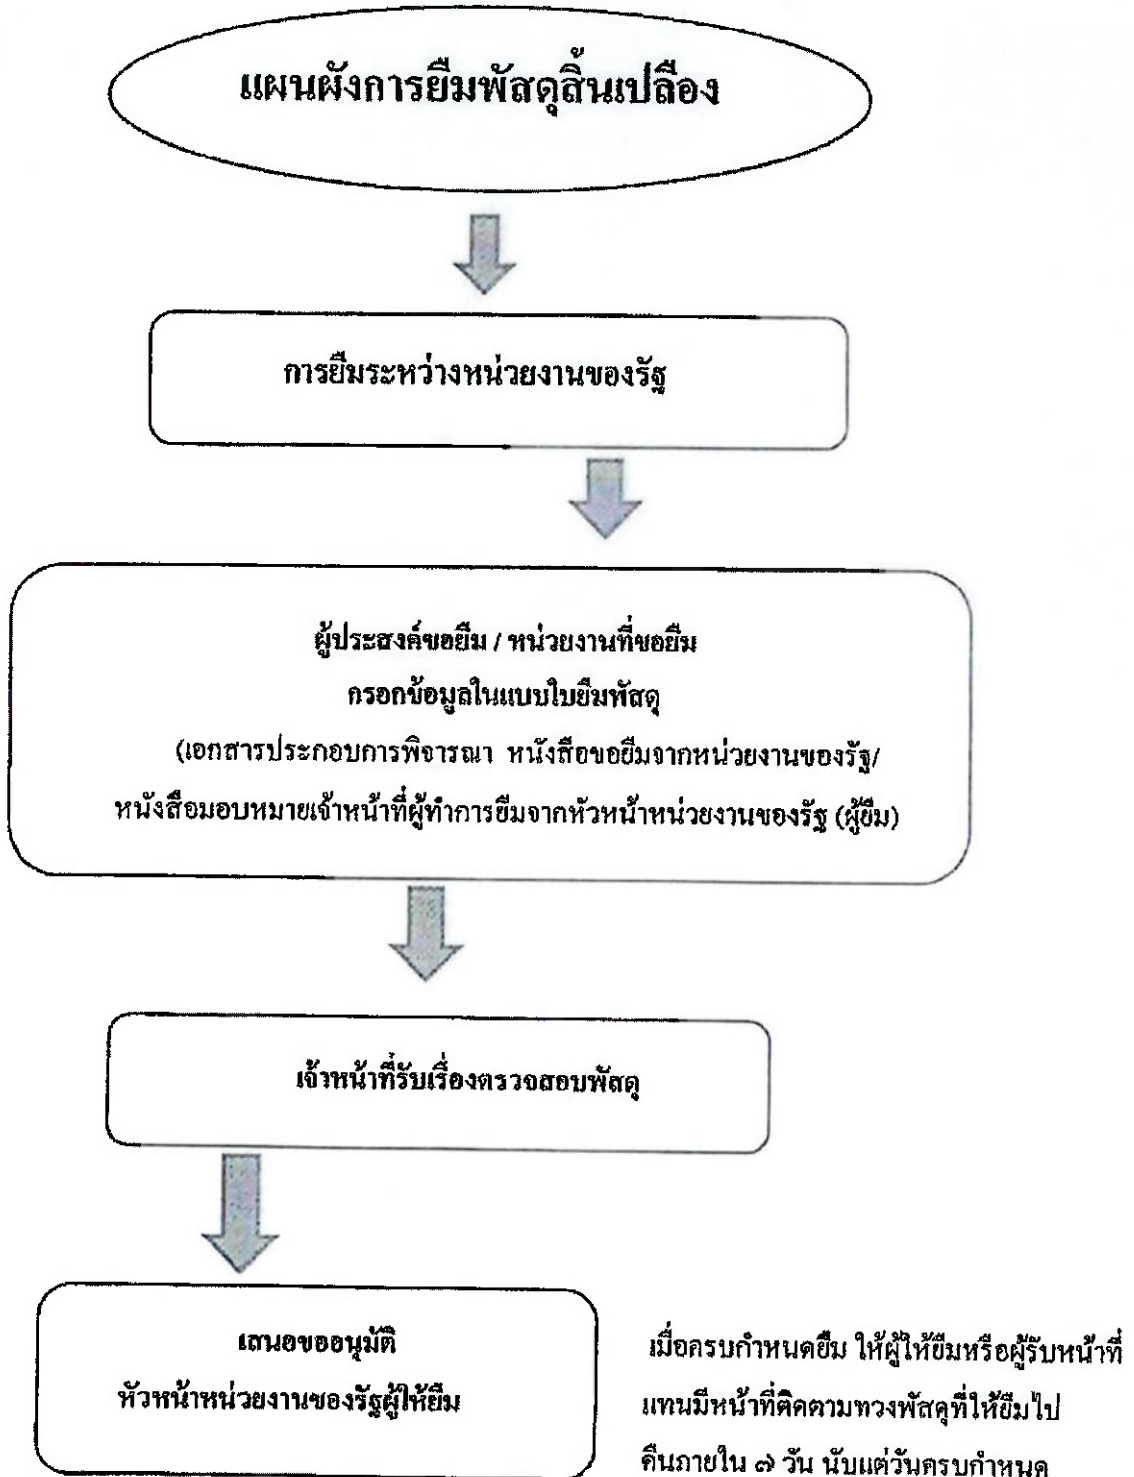 แผนผังการยืมพัสดุสิ้นเปลือง
การยืมระหว่างหน่วยงานของรัฐ
ผู้ประสงค์ขอยืม / หน่วยงานที่ขอยืม
กรอกข้อมูลในแบบใบยืมพัสดุ
(เอกสารประกอบการพิจารณา หนังสือขอยืมจากหน่วยงานของรัฐ/
หนังสือมอบหมายเจ้าหน้าที่ผู้ทำการยืมจากหัวหน้าหน่วยงานของรัฐ (ผู้ยืม)
เจ้าหน้าที่รับเรื่องตรวจสอบพัสดุ
เสนอขออนุมัติ
หัวหน้าหน่วยงานของรัฐผู้ให้ยืม
เมื่อครบกำหนดยืม ให้ผู้ให้ยืมหรือผู้รับหน้าที่
แทนมีหน้าที่ติดตามทวงพัสดุที่ให้ยืมไป
คืนภายใน ๗ วัน นับแต่วันครบกำหนด